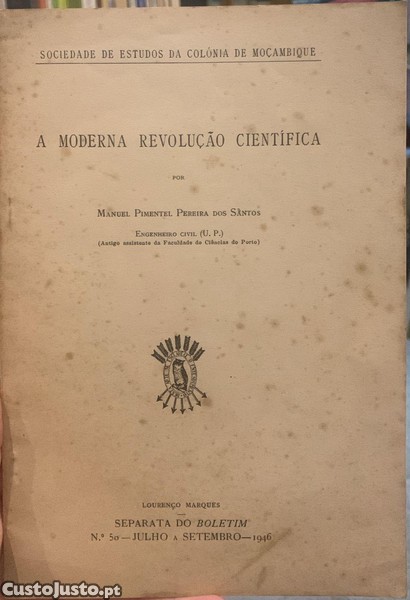 SOCIEDADE DE ESTUDOS DA COLÓNIA DE MOÇAMBIQUE
A MODERNA REVOLUÇÃO CIENTÍFICA
POR
MANUEL PIMENTEL PEREIRA DOS SANTOS
ENGENHEIRO CIVIL (U. P.)
(Antigo assistente da Faculdade de Ciências do Porto)
LOURENÇO MARQUES
SEPARATA DO BOLETIM
N.º 50 — JULHO A SETEMBRO — 1946
CustoJusto.pt